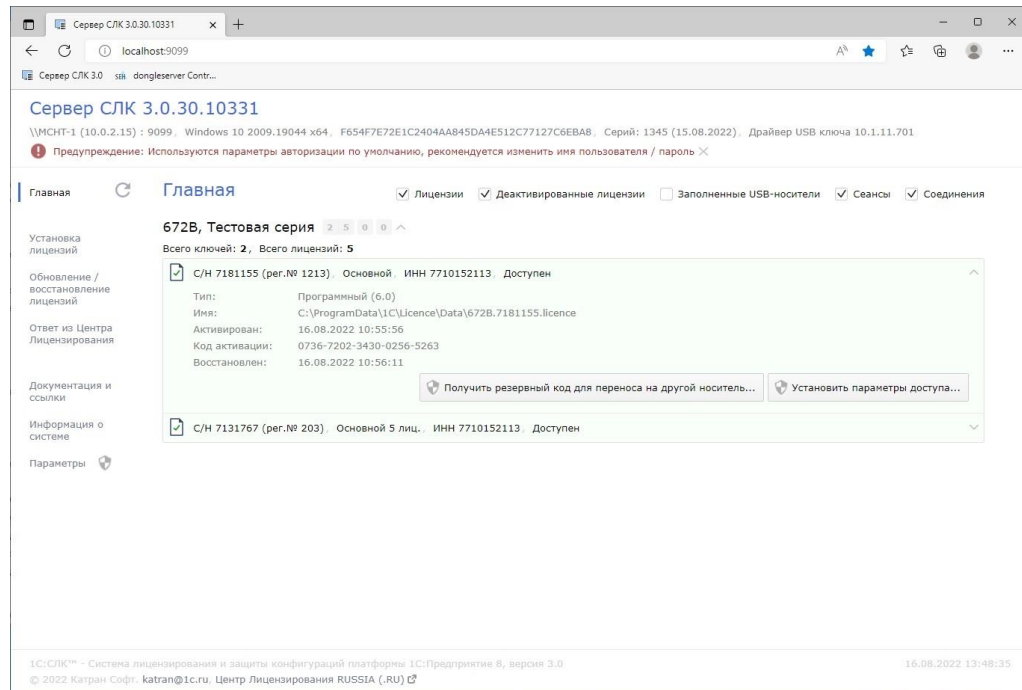 Сервер СЛК 3.0.30.10331
localhost:9099
Сервер СЛК 3.0 seh dongleserver Contr...
Сервер СЛК 3.0.30.10331
\\MCHT-1 (10.0.2.15) : 9099, Windows 10 2009.19044 x64, F654F7E72E1C2404AA845DA4E512C77127C6EBA8, Серий: 1345 (15.08.2022), Драйвер USB ключа 10.1.11.701
Предупреждение: Используются параметры авторизации по умолчанию, рекомендуется изменить имя пользователя / пароль
Главная
Установка
лицензий
Обновление /
восстановление
лицензий
Ответ из Центра
Лицензирования
Документация и
ссылки
Информация о
системе
Параметры
Главная
Лицензии Деактивированные лицензии Заполненные USB-носители Сеансы Соединения
672B, Тестовая серия 2 5 0 0
Всего ключей: 2, Всего лицензий: 5
С/Н 7181155 (рег.№ 1213), Основной, ИНН 7710152113, Доступен
Тип: Программный (6.0)
Имя: C:\ProgramData\1C\Licence\Data\672B.7181155.licence
Активирован: 16.08.2022 10:55:56
Код активации: 0736-7202-3430-0256-5263
Восстановлен: 16.08.2022 10:56:11
Получить резервный код для переноса на другой носитель... Установить параметры доступа...
С/Н 7131767 (рег.№ 203), Основной 5 лиц., ИНН 7710152113, Доступен
1С:СЛК™ - Система лицензирования и защиты конфигураций платформы 1С:Предприятие 8, версия 3.0 16.08.2022 13:48:35
© 2022 Катран Софт. katran@1c.ru, Центр Лицензирования RUSSIA (.RU)